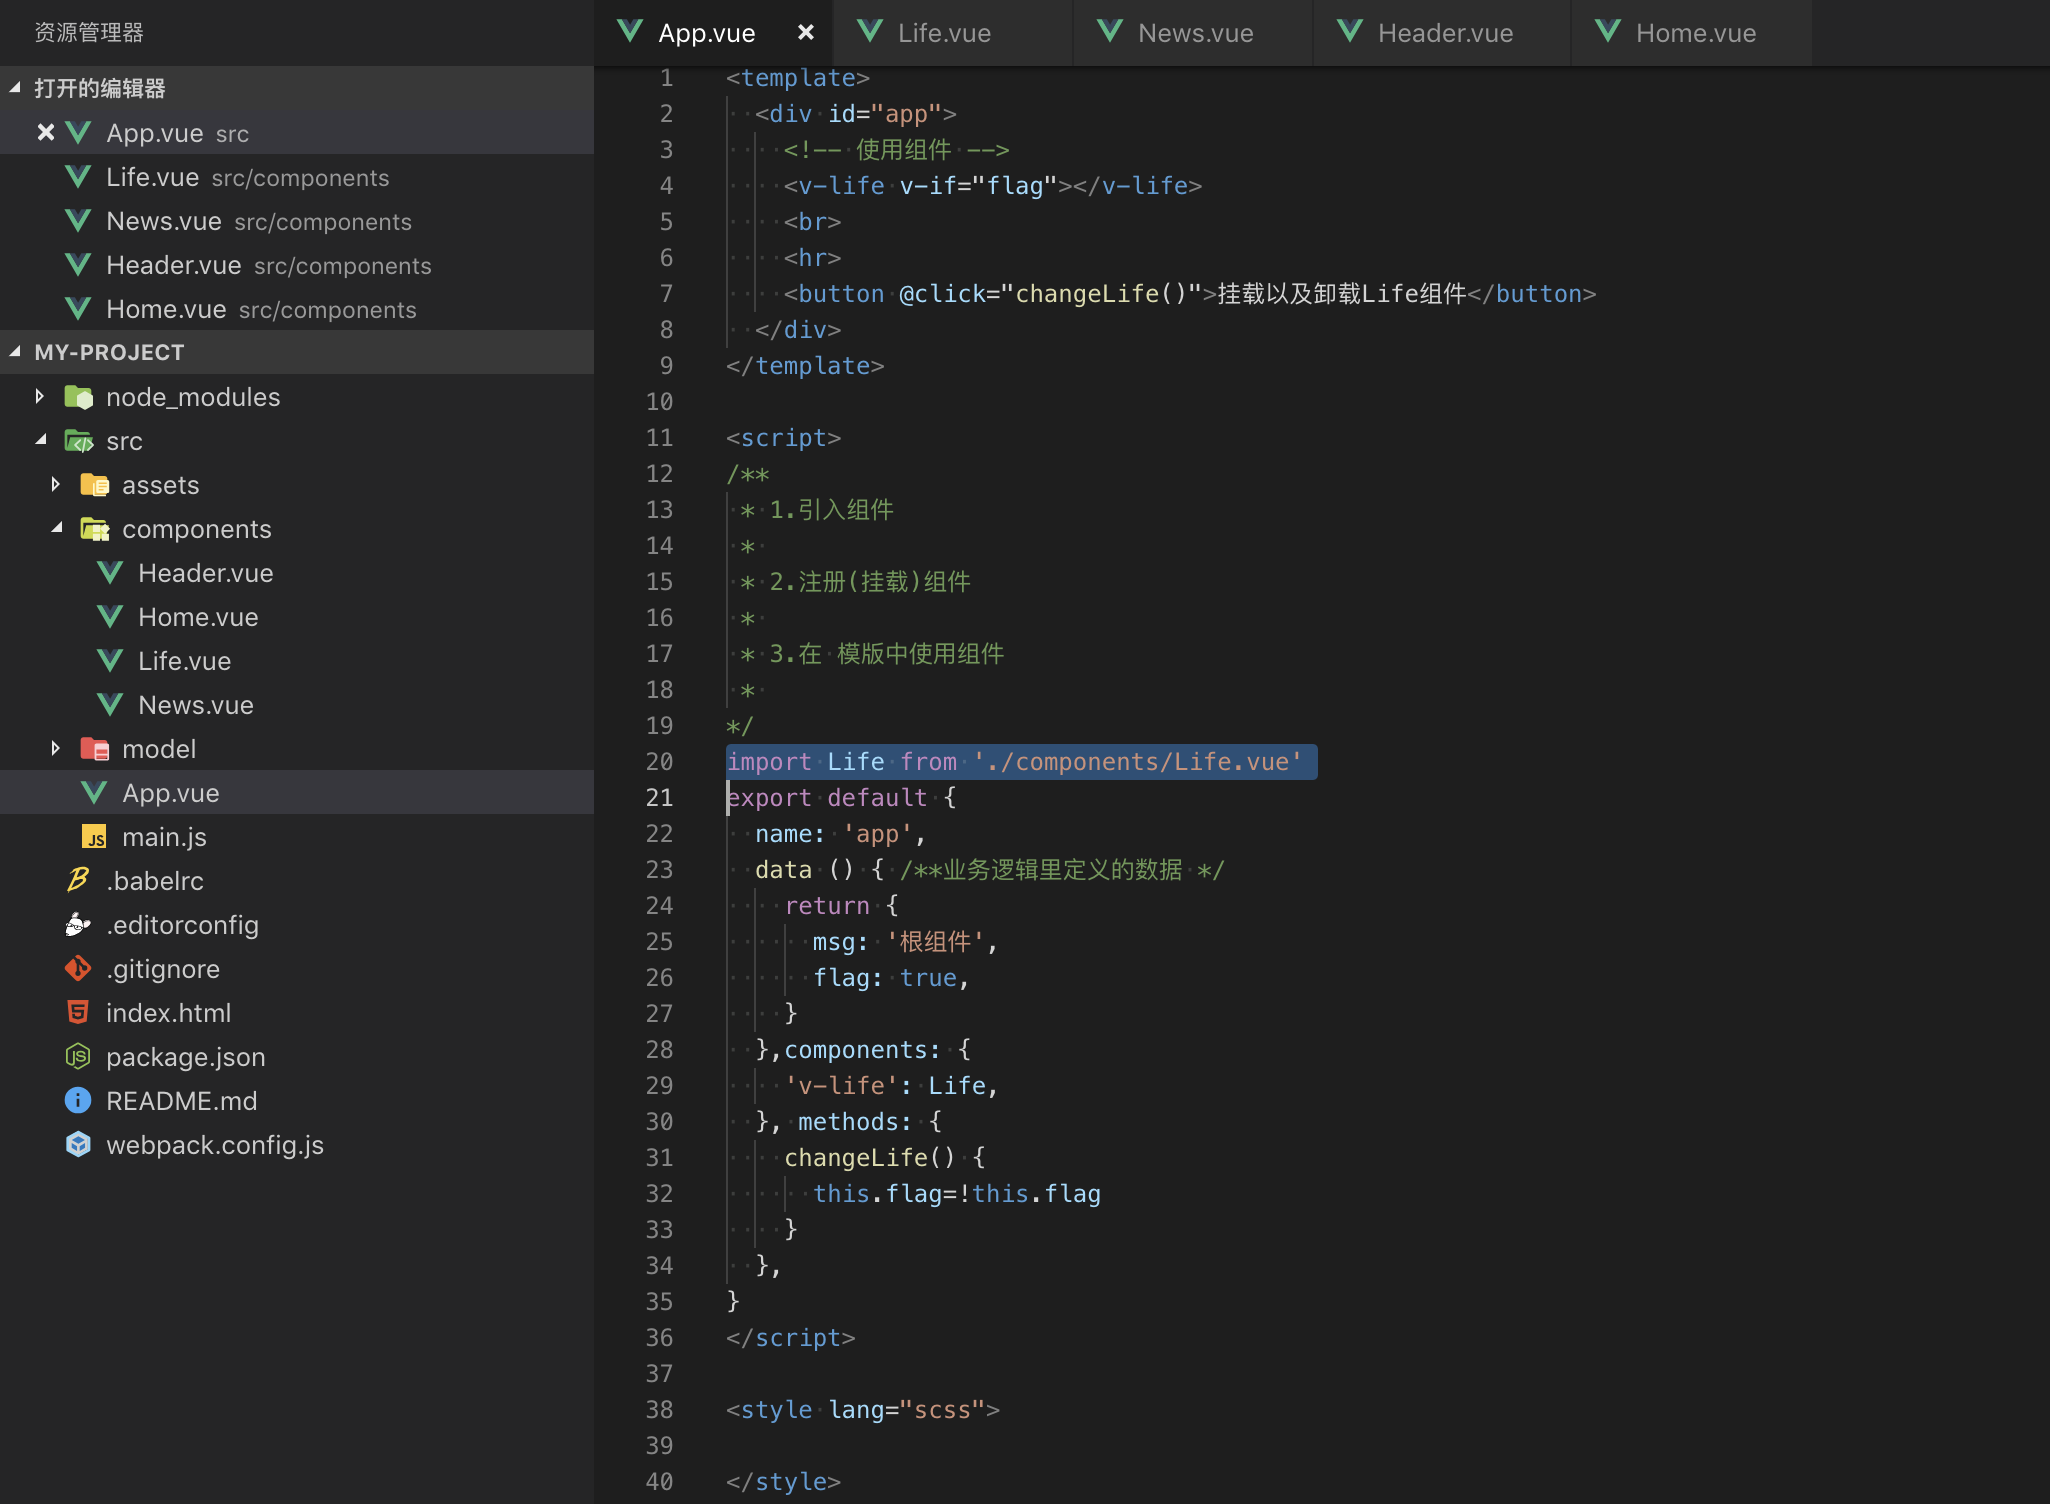 资源管理器
打开的编辑器
App.vue src
Life.vue src/components
News.vue src/components
Header.vue src/components
Home.vue src/components
MY-PROJECT
node_modules
src
assets
components
Header.vue
Home.vue
Life.vue
News.vue
model
App.vue
main.js
.babelrc
.editorconfig
.gitignore
index.html
package.json
README.md
webpack.config.js
App.vue Life.vue News.vue Header.vue Home.vue
1 <template>
2 <div id="app">
3 <!-- 使用组件 -->
4 <v-life v-if="flag"></v-life>
5 <br>
6 <hr>
7 <button @click="changeLife()">挂载以及卸载Life组件</button>
8 </div>
9 </template>
10
11 <script>
12 /**
13 * 1.引入组件
14 *
15 * 2.注册(挂载)组件
16 *
17 * 3.在 模版中使用组件
18 *
19 */
20 import Life from './components/Life.vue'
21 export default {
22 name: 'app',
23 data () { /**业务逻辑里定义的数据 */
24 return {
25 msg: '根组件',
26 flag: true,
27 }
28 },components: {
29 'v-life': Life,
30 }, methods: {
31 changeLife() {
32 this.flag=!this.flag
33 }
34 },
35 }
36 </script>
37
38 <style lang="scss">
39
40 </style>